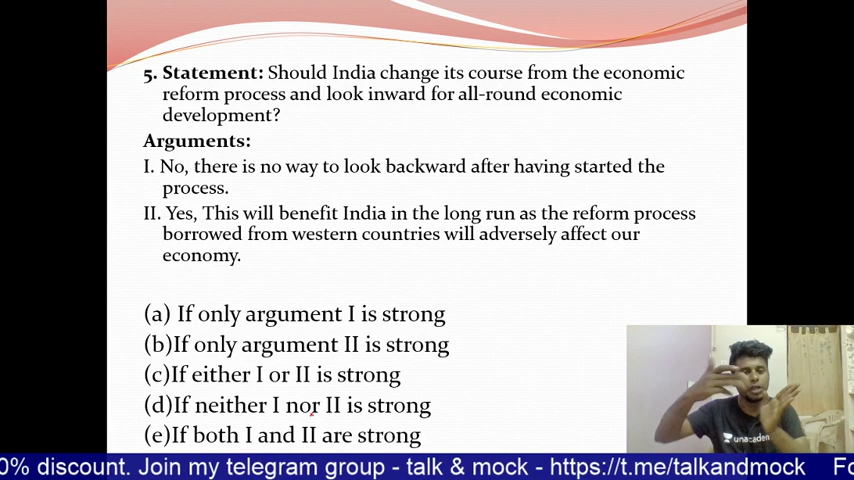 5. Statement: Should India change its course from the economic
reform process and look inward for all-round economic
development?
Arguments:
I. No, there is no way to look backward after having started the
process.
II. Yes, This will benefit India in the long run as the reform process
borrowed from western countries will adversely affect our
economy.
(a) If only argument I is strong
(b)If only argument II is strong
(c)If either I or II is strong
(d)If neither I nor II is strong
(e)If both I and II are strong
unacadem
0% discount. Join my telegram group - talk & mock - https://t.me/talkandmock Fo